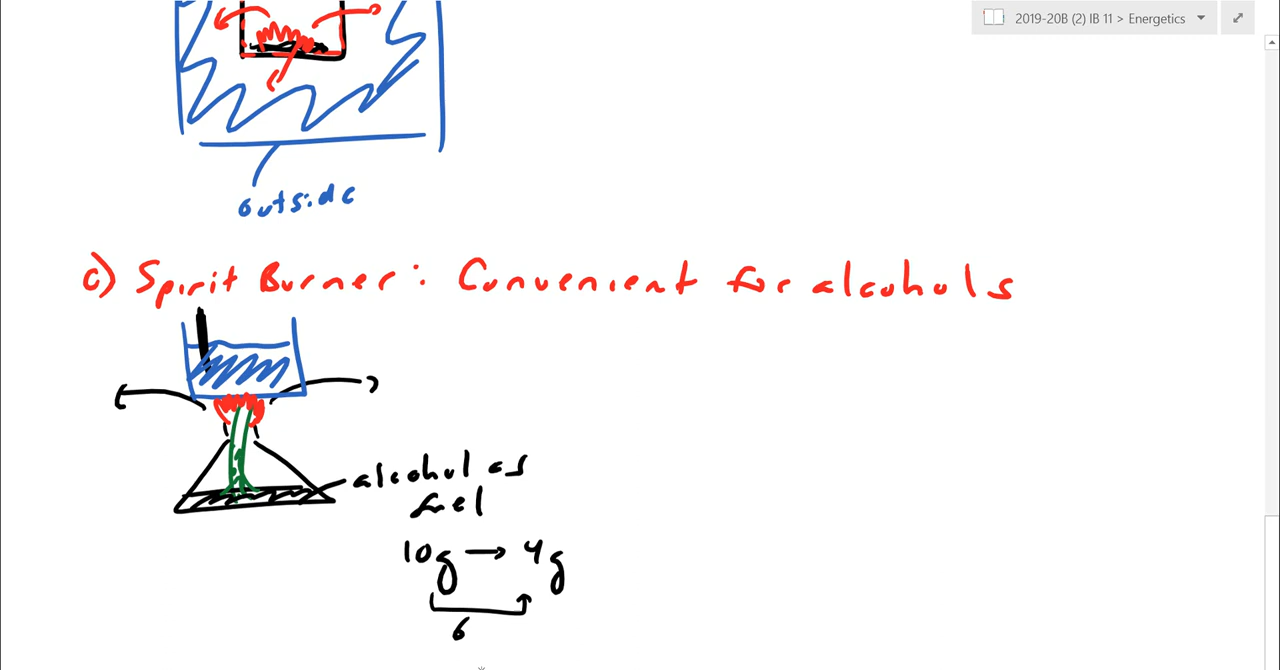 2019-20B (2) IB 11 > Energetics
outside
c) Spirit Burner: Convenient for alcohols
alcohol as
fuel
10g → 4g
6